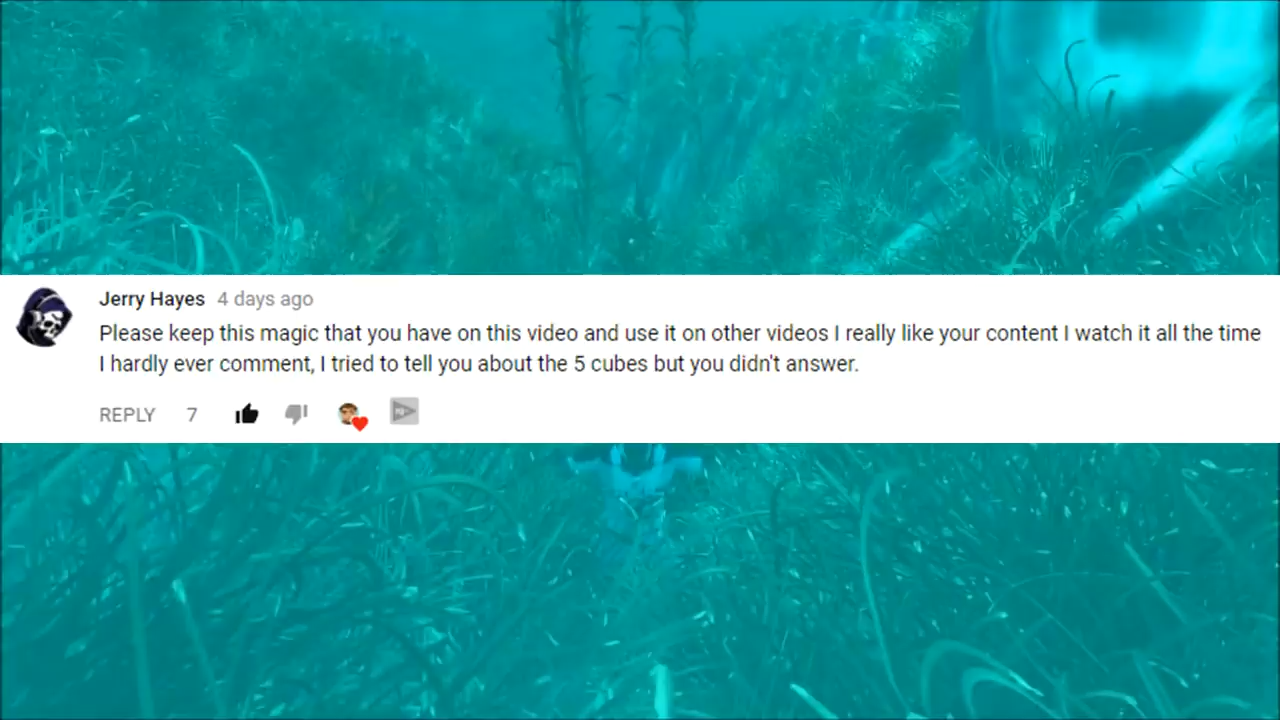 Jerry Hayes 4 days ago
Please keep this magic that you have on this video and use it on other videos I really like your content I watch it all the time
I hardly ever comment, I tried to tell you about the 5 cubes but you didn't answer.
REPLY 7